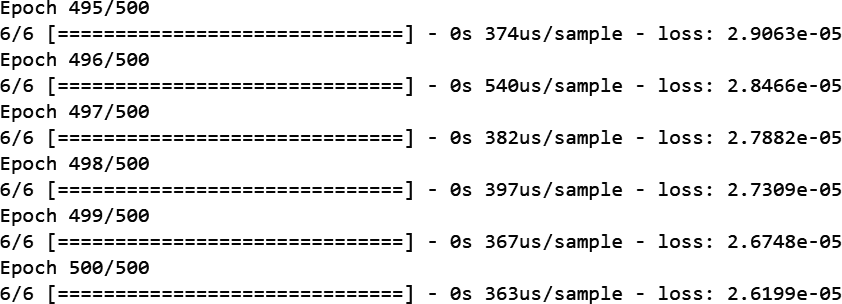 Epoch 495/500
6/6 [==============================] - 0s 374us/sample - loss: 2.9063e-05
Epoch 496/500
6/6 [==============================] - 0s 540us/sample - loss: 2.8466e-05
Epoch 497/500
6/6 [==============================] - 0s 382us/sample - loss: 2.7882e-05
Epoch 498/500
6/6 [==============================] - 0s 397us/sample - loss: 2.7309e-05
Epoch 499/500
6/6 [==============================] - 0s 367us/sample - loss: 2.6748e-05
Epoch 500/500
6/6 [==============================] - 0s 363us/sample - loss: 2.6199e-05